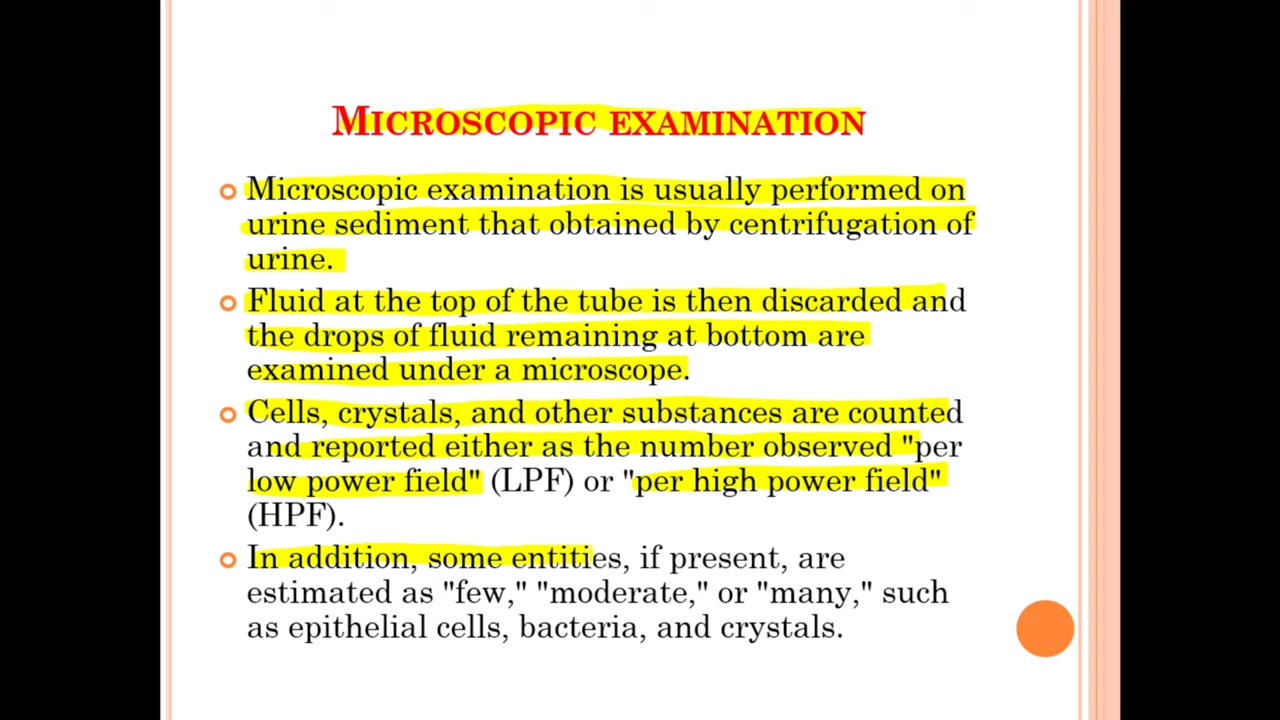 MICROSCOPIC EXAMINATION
Microscopic examination is usually performed on
urine sediment that obtained by centrifugation of
urine.
Fluid at the top of the tube is then discarded and
the drops of fluid remaining at bottom are
examined under a microscope.
Cells, crystals, and other substances are counted
and reported either as the number observed "per
low power field" (LPF) or "per high power field"
(HPF).
In addition, some entities, if present, are
estimated as "few," "moderate," or "many," such
as epithelial cells, bacteria, and crystals.